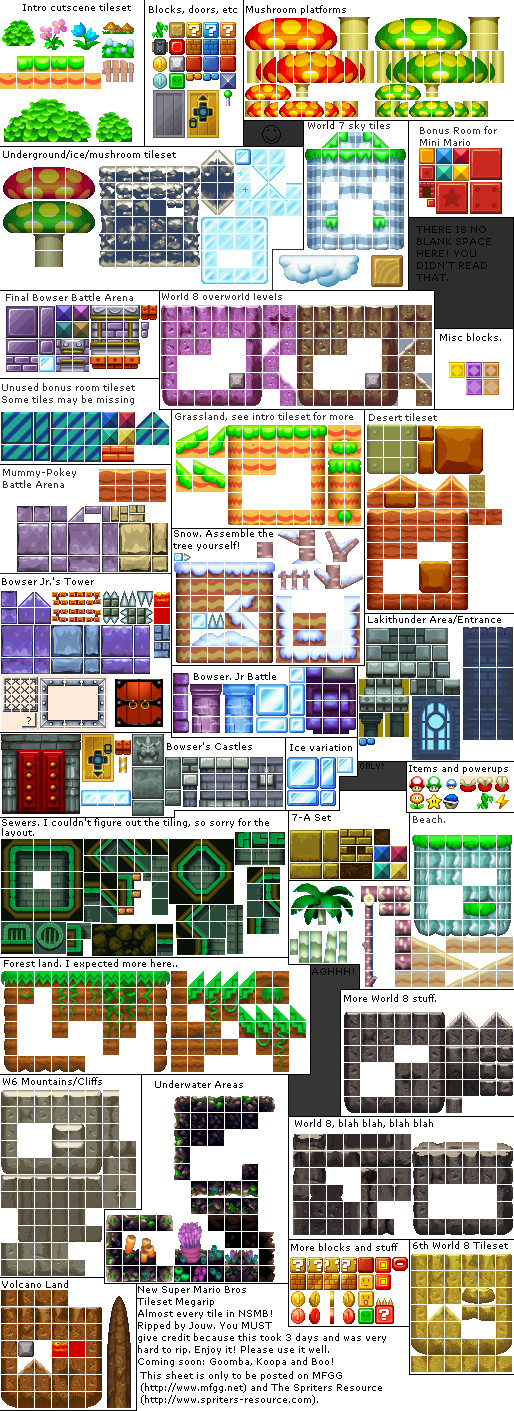 Intro cutscene tileset
Blocks, doors, etc
Mushroom platforms
World 7 sky tiles
Bonus Room for
Mini Mario
Underground/ice/mushroom tileset
THERE IS NO
BLANK SPACE
HERE! YOU
DIDN'T READ
THAT.
Final Bowser Battle Arena
World 8 overworld levels
Misc blocks.
Unused bonus room tileset
Some tiles may be missing
Grassland, see intro tileset for more
Desert tileset
Mummy-Pokey
Battle Arena
Snow. Assemble the
tree yourself!
Bowser Jr.'s Tower
Lakithunder Area/Entrance
Bowser. Jr Battle
?
Bowser's Castles
Ice variation
ORLY?
Items and powerups
Sewers. I couldn't figure out the tiling, so sorry for the
layout.
7-A Set
Beach.
AGHHH!
Forest land. I expected more here..
More World 8 stuff.
W6 Mountains/Cliffs
Underwater Areas
World 8, blah blah, blah blah
More blocks and stuff
6th World 8 Tileset
Volcano Land
New Super Mario Bros
Tileset Megarip
Almost every tile in NSMB!
Ripped by Jouw. You MUST
give credit because this took 3 days and was very
hard to rip. Enjoy it! Please use it well.
Coming soon: Goomba, Koopa and Boo!
This sheet is only to be posted on MFGG
(http://www.mfgg.net) and The Spriters Resource
(http://www.spriters-resource.com).